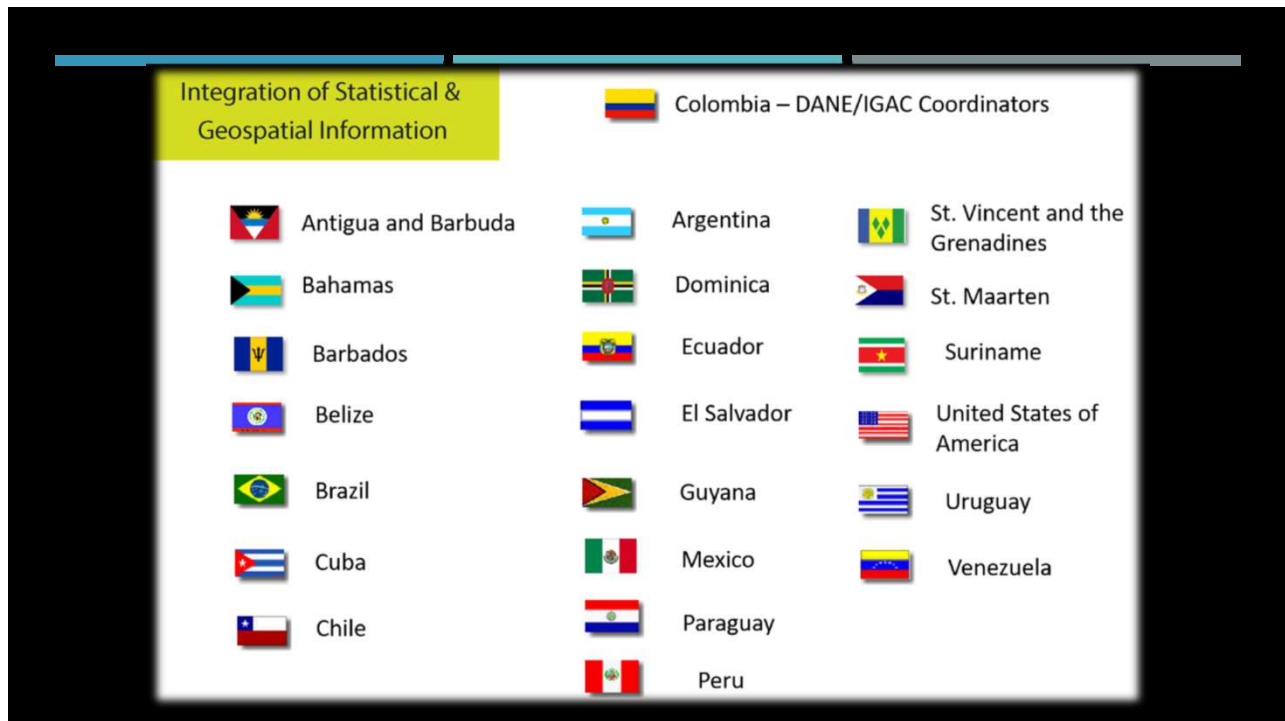 Integration of Statistical &
Geospatial Information
Colombia – DANE/IGAC Coordinators
Antigua and Barbuda
Bahamas
Barbados
Belize
Brazil
Cuba
Chile
Argentina
Dominica
Ecuador
El Salvador
Guyana
Mexico
Paraguay
Peru
St. Vincent and the
Grenadines
St. Maarten
Suriname
United States of
America
Uruguay
Venezuela